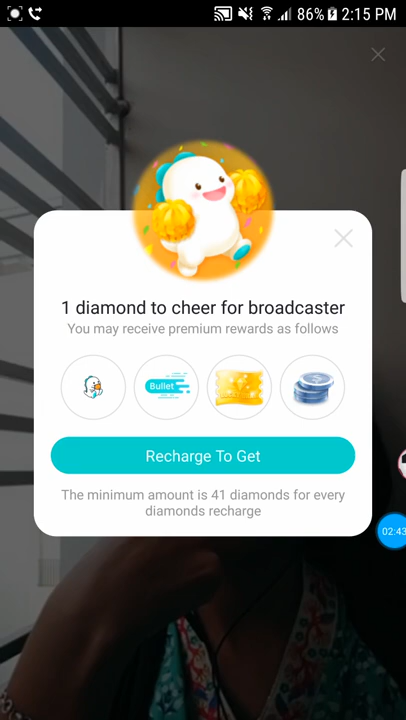 86% 2:15 PM
1 diamond to cheer for broadcaster
You may receive premium rewards as follows
Bullet
Recharge To Get
The minimum amount is 41 diamonds for every
diamonds recharge
02:43